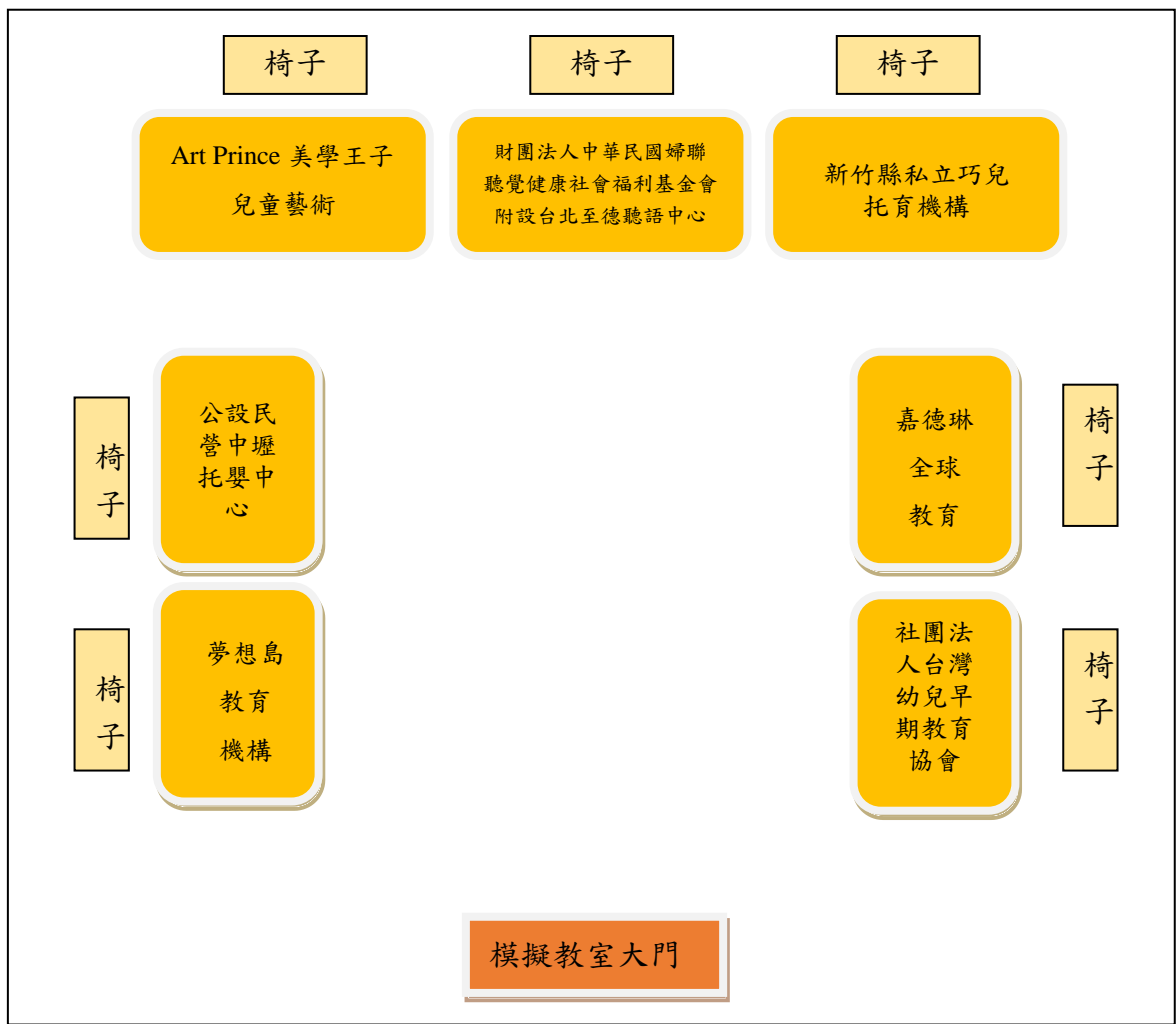 椅子
椅子
椅子
Art Prince 美學王子
兒童藝術
財團法人中華民國婦聯
聽覺健康社會福利基金會
附設台北至德聽語中心
新竹縣私立巧兒
托育機構
椅
子
公設民
營中壢
托嬰中
心
嘉德琳
全球
教育
椅
子
椅
子
夢想島
教育
機構
社團法
人台灣
幼兒早
期教育
協會
椅
子
模擬教室大門